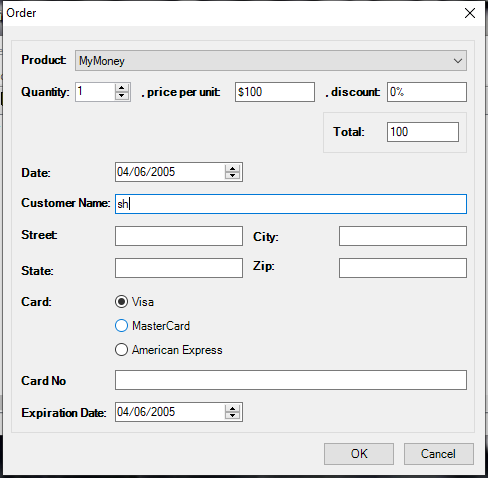 Order
Product: MyMoney
Quantity: 1 , price per unit: $100 , discount: 0%
Total: 100
Date: 04/06/2005
Customer Name: sh
Street: City:
State: Zip:
Card: Visa
MasterCard
American Express
Card No
Expiration Date: 04/06/2005
OK Cancel